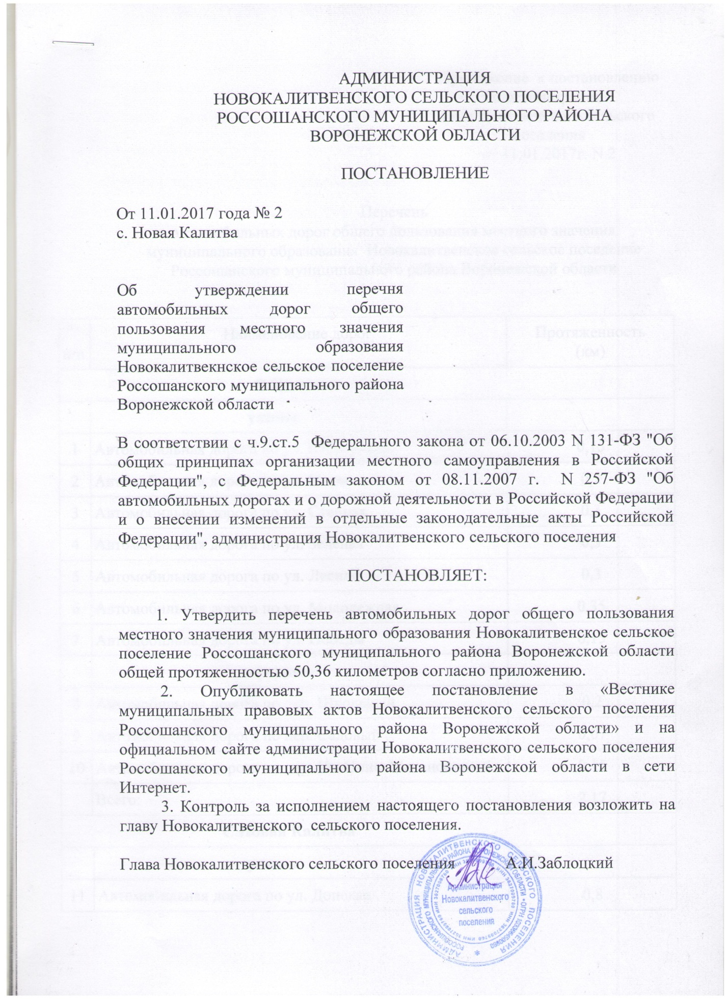 АДМИНИСТРАЦИЯ
НОВОКАЛИТВЕНСКОГО СЕЛЬСКОГО ПОСЕЛЕНИЯ
РОССОШАНСКОГО МУНИЦИПАЛЬНОГО РАЙОНА
ВОРОНЕЖСКОЙ ОБЛАСТИ
ПОСТАНОВЛЕНИЕ
От 11.01.2017 года № 2
с. Новая Калитва
Об утверждении перечня
автомобильных дорог общего
пользования местного значения
муниципального образования
Новокалитвекнское сельское поселение
Россошанского муниципального района
Воронежской области
В соответствии с ч.9.ст.5 Федерального закона от 06.10.2003 N 131-ФЗ "Об
общих принципах организации местного самоуправления в Российской
Федерации", с Федеральным законом от 08.11.2007 г. N 257-ФЗ "Об
автомобильных дорогах и о дорожной деятельности в Российской Федерации
и о внесении изменений в отдельные законодательные акты Российской
Федерации", администрация Новокалитвенского сельского поселения
ПОСТАНОВЛЯЕТ:
1. Утвердить перечень автомобильных дорог общего пользования
местного значения муниципального образования Новокалитвенское сельское
поселение Россошанского муниципального района Воронежской области
общей протяженностью 50,36 километров согласно приложению.
2. Опубликовать настоящее постановление в «Вестнике
муниципальных правовых актов Новокалитвенского сельского поселения
Россошанского муниципального района Воронежской области» и на
официальном сайте администрации Новокалитвенского сельского поселения
Россошанского муниципального района Воронежской области в сети
Интернет.
3. Контроль за исполнением настоящего постановления возложить на
главу Новокалитвенского сельского поселения.
Глава Новокалитвенского сельского поселения А.И.Заблоцкий
АДМИНИСТРАЦИЯ НОВОКАЛИТВЕНСКОГО СЕЛЬСКОГО ПОСЕЛЕНИЯ
РОССОШАНСКОГО МУНИЦИПАЛЬНОГО РАЙОНА ВОРОНЕЖСКОЙ ОБЛАСТИ
ИНН 3627009760
Администрация
Новокалитвенского
сельского
поселения